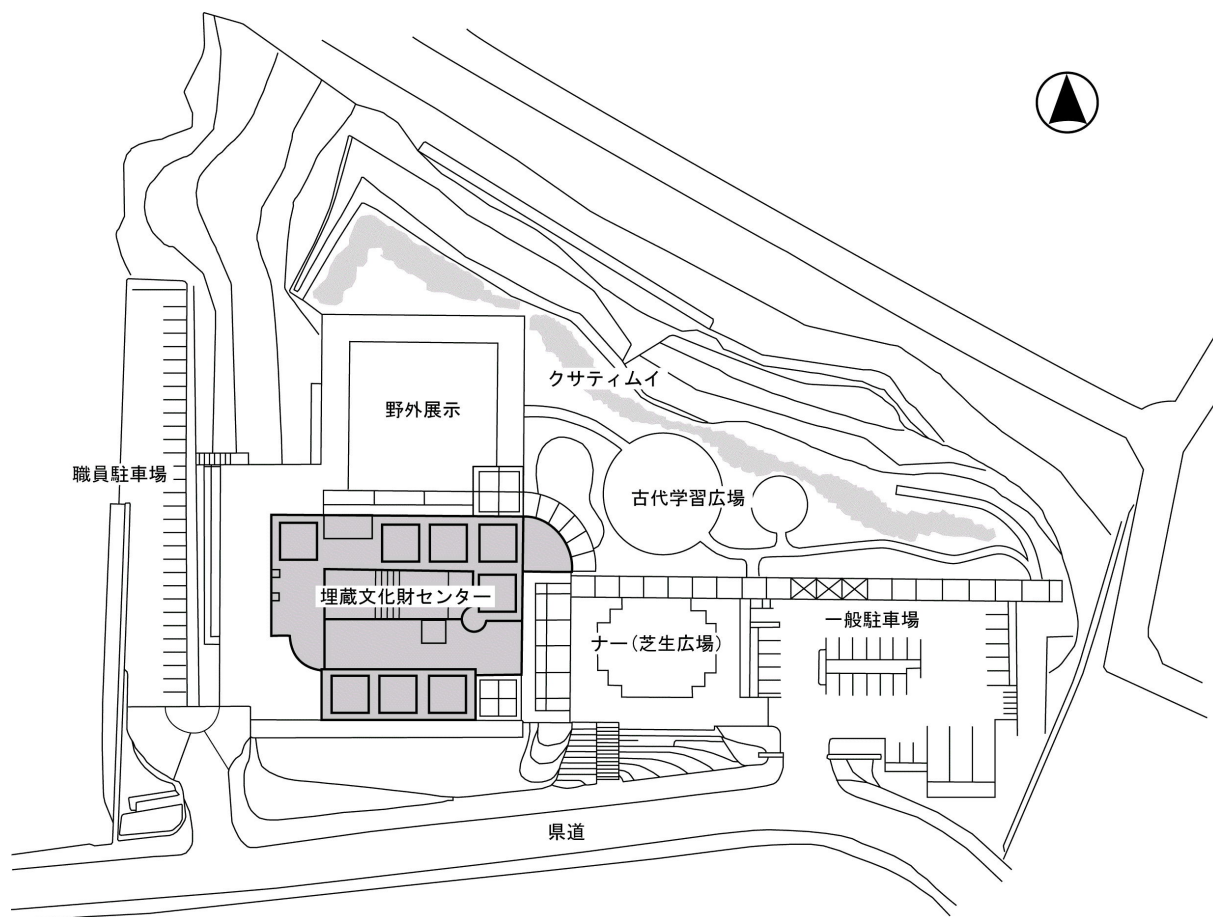 クサティムイ
野外展示
職員駐車場
古代学習広場
埋蔵文化財センター
一般駐車場
ナー（芝生広場）
県道